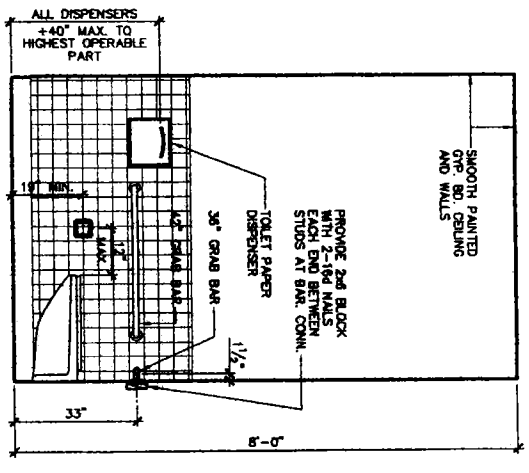 ALL DISPENSERS
+40" MAX. TO
HIGHEST OPERABLE
PART
SMOOTH PAINTED
GYP. BD. CEILING
AND WALLS
PROVIDE 2x6 BLOCK
WITH 2-16d NAILS
EACH END BETWEEN
STUDS AT BAR. CONN.
TOILET PAPER
DISPENSER
36" GRAB BAR
42" GRAB BAR
19" MIN.
12"
MAX.
1½"
33"
8'-0"